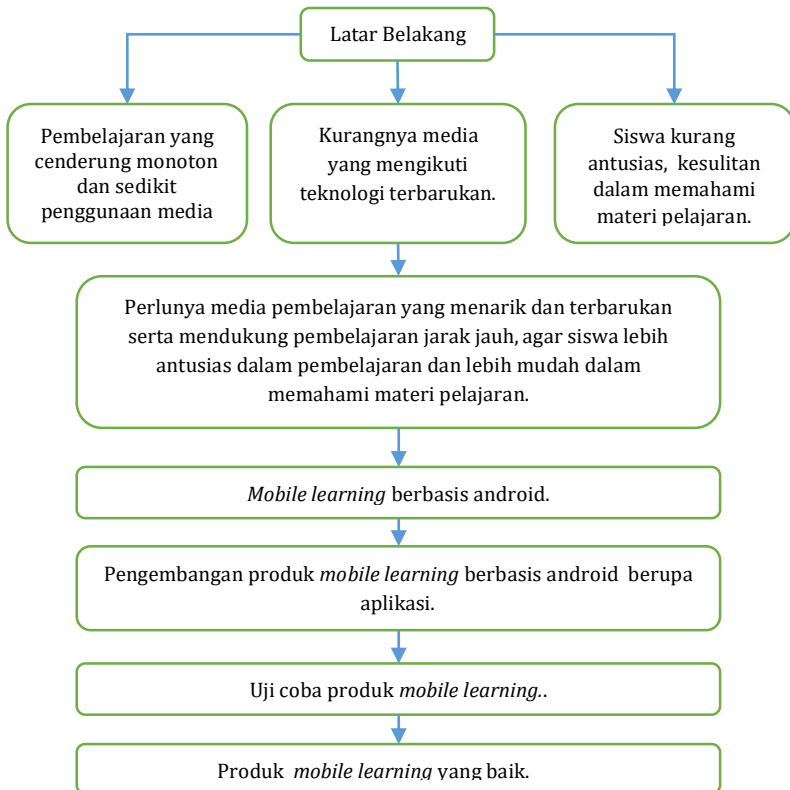 Latar Belakang
Pembelajaran yang
cenderung monoton
dan sedikit
penggunaan media
Kurangnya media
yang mengikuti
teknologi terbarukan.
Siswa kurang
antusias, kesulitan
dalam memahami
materi pelajaran.
Perlunya media pembelajaran yang menarik dan terbarukan
serta mendukung pembelajaran jarak jauh, agar siswa lebih
antusias dalam pembelajaran dan lebih mudah dalam
memahami materi pelajaran.
Mobile learning berbasis android.
Pengembangan produk mobile learning berbasis android berupa
aplikasi.
Uji coba produk mobile learning..
Produk mobile learning yang baik.